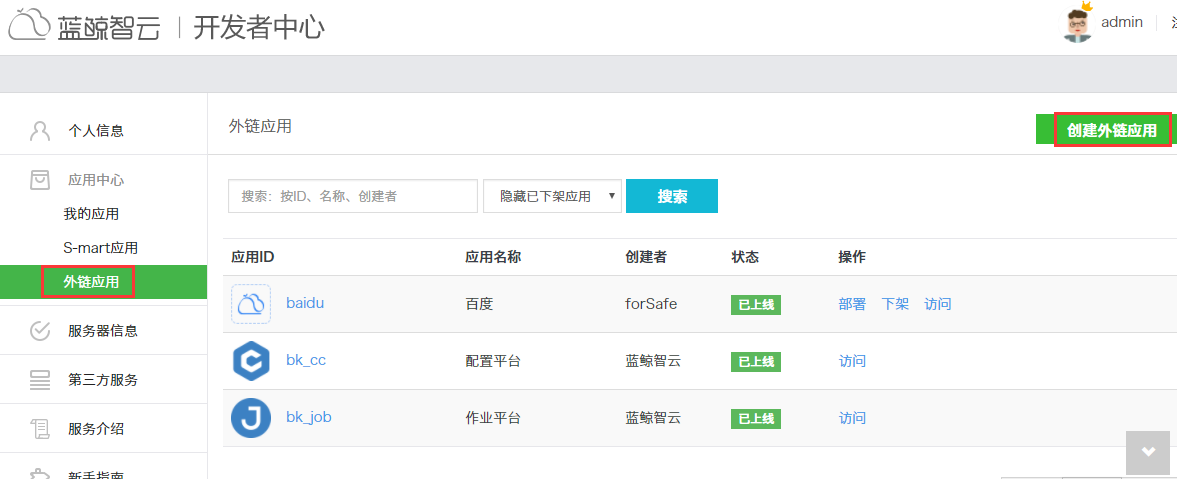 蓝鲸智云 | 开发者中心
admin
个人信息
应用中心
我的应用
S-mart应用
外链应用
服务器信息
第三方服务
服务介绍
新手指南
外链应用
创建外链应用
搜索：按ID、名称、创建者
隐藏已下架应用
搜索
应用ID 应用名称 创建者 状态 操作
baidu 百度 forSafe 已上线 部署 下架 访问
bk_cc 配置平台 蓝鲸智云 已上线 访问
bk_job 作业平台 蓝鲸智云 已上线 访问